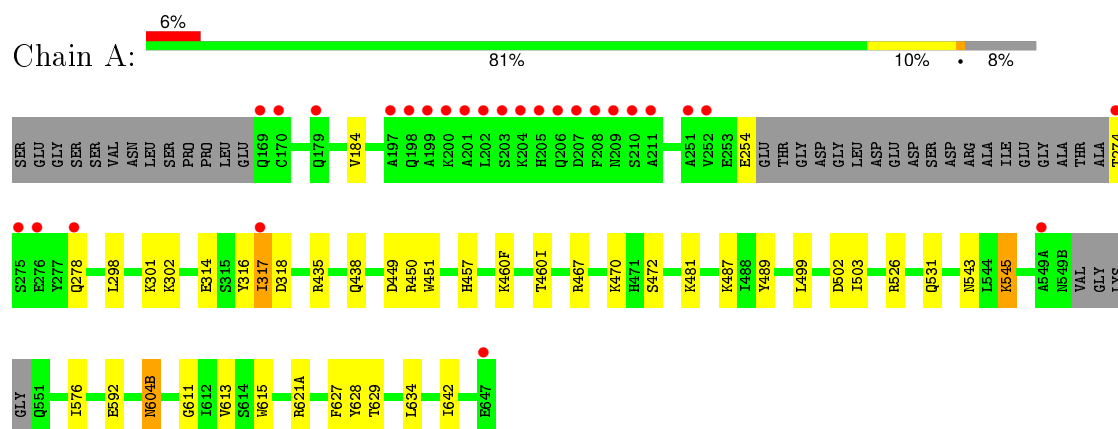 6%
Chain A:
81% 10% • 8%
SER GLU GLY SER SER VAL ASN LEU SER PRO PRO LEU GLU Q169 C170 Q179 V184 A197 Q198 A199 N200 A201 L202 S203 K204 H205 Q206 D207 F208 N209 S210 A211 A251 V252 E253 E254 GLU THR GLY ASP GLY LEU ASP GLU ASP SER ASP ARG ALA ILE GLU GLY ALA THR ALA T274
S275 E276 Y277 Q278 L298 K301 K302 E314 S315 Y316 I317 D318 R435 Q438 D449 R450 W451 H457 K460F T460I R467 K470 H471 S472 K481 K487 I488 Y489 L499 D502 I503 R526 Q531 N543 L544 K545 A549A N549B VAL GLY LYS
GLY Q551 I576 E592 N604B G611 I612 V613 S614 W615 R621A F627 Y628 T629 L634 I642 E647